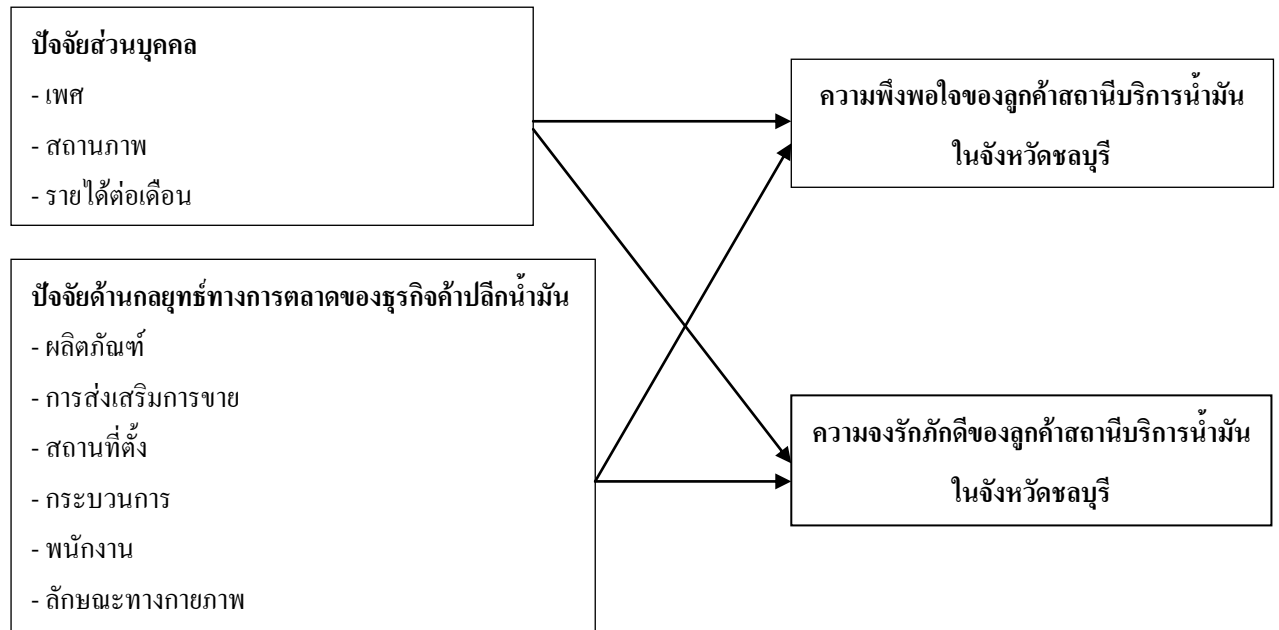 ปัจจัยส่วนบุคคล
- เพศ
- สถานภาพ
- รายได้ต่อเดือน
ปัจจัยด้านกลยุทธ์ทางการตลาดของธุรกิจค้าปลีกน้ำมัน
- ผลิตภัณฑ์
- การส่งเสริมการขาย
- สถานที่ตั้ง
- กระบวนการ
- พนักงาน
- ลักษณะทางกายภาพ
ความพึงพอใจของลูกค้าสถานีบริการน้ำมัน
ในจังหวัดชลบุรี
ความจงรักภักดีของลูกค้าสถานีบริการน้ำมัน
ในจังหวัดชลบุรี